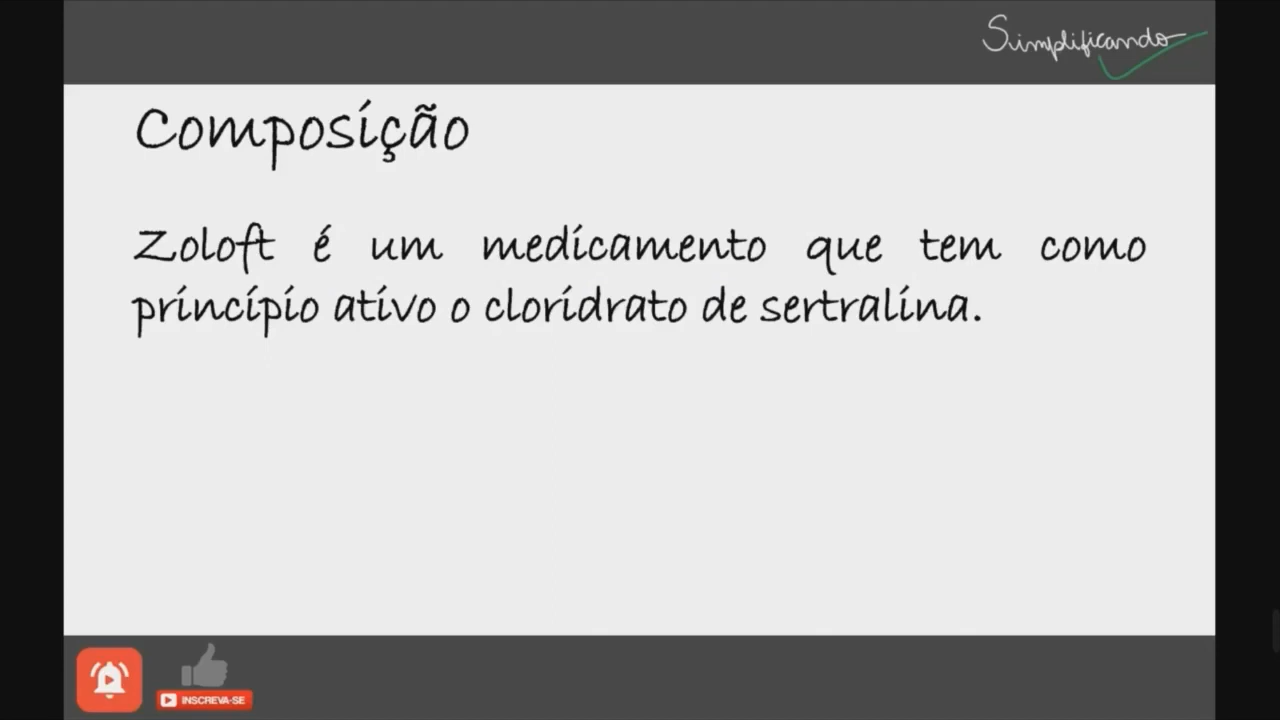 Simplificando
Composição
Zoloft é um medicamento que tem como
princípio ativo o cloridrato de sertralina.
INSCREVA-SE